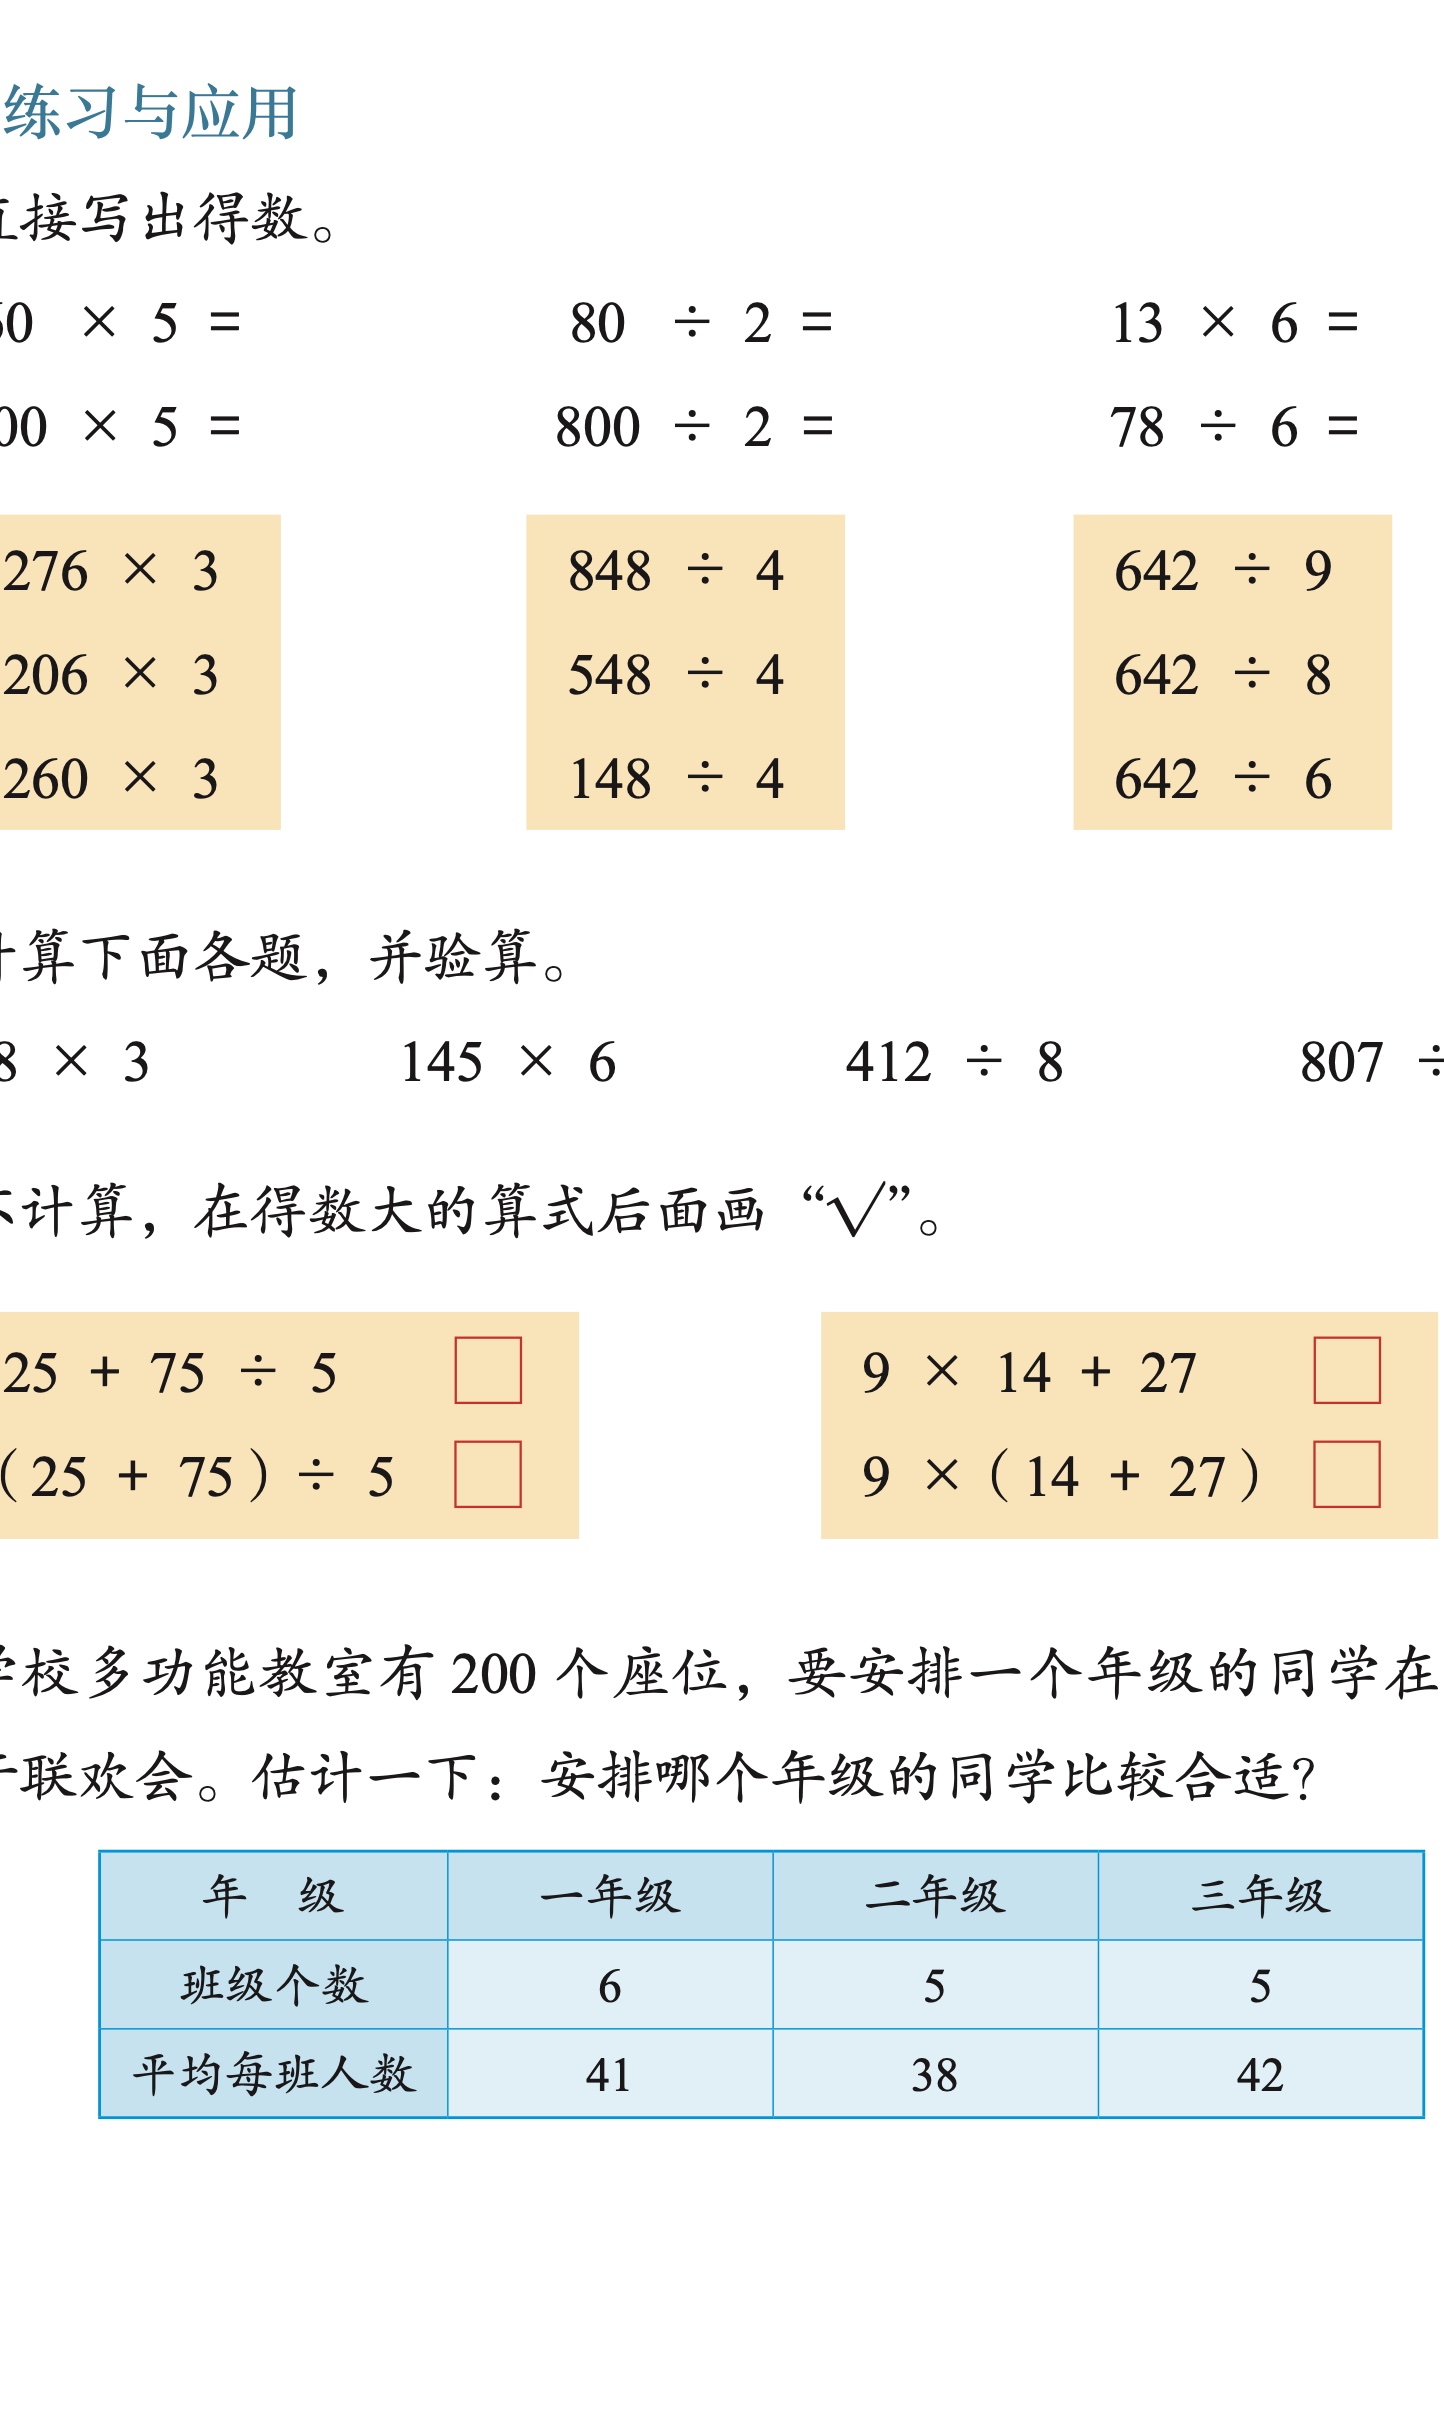 练习与应用
直接写出得数。
0 × 5 = 80 ÷ 2 = 13 × 6 =
00 × 5 = 800 ÷ 2 = 78 ÷ 6 =
276 × 3 848 ÷ 4 642 ÷ 9
206 × 3 548 ÷ 4 642 ÷ 8
260 × 3 148 ÷ 4 642 ÷ 6
计算下面各题，并验算。
8 × 3 145 × 6 412 ÷ 8 807 ÷
不计算，在得数大的算式后面画“√”。
25 + 75 ÷ 5 9 × 14 + 27
（25 + 75）÷ 5 9 ×（14 + 27）
学校多功能教室有 200 个座位，要安排一个年级的同学在
联欢会。估计一下：安排哪个年级的同学比较合适？
年 级 一年级 二年级 三年级
班级个数 6 5 5
平均每班人数 41 38 42